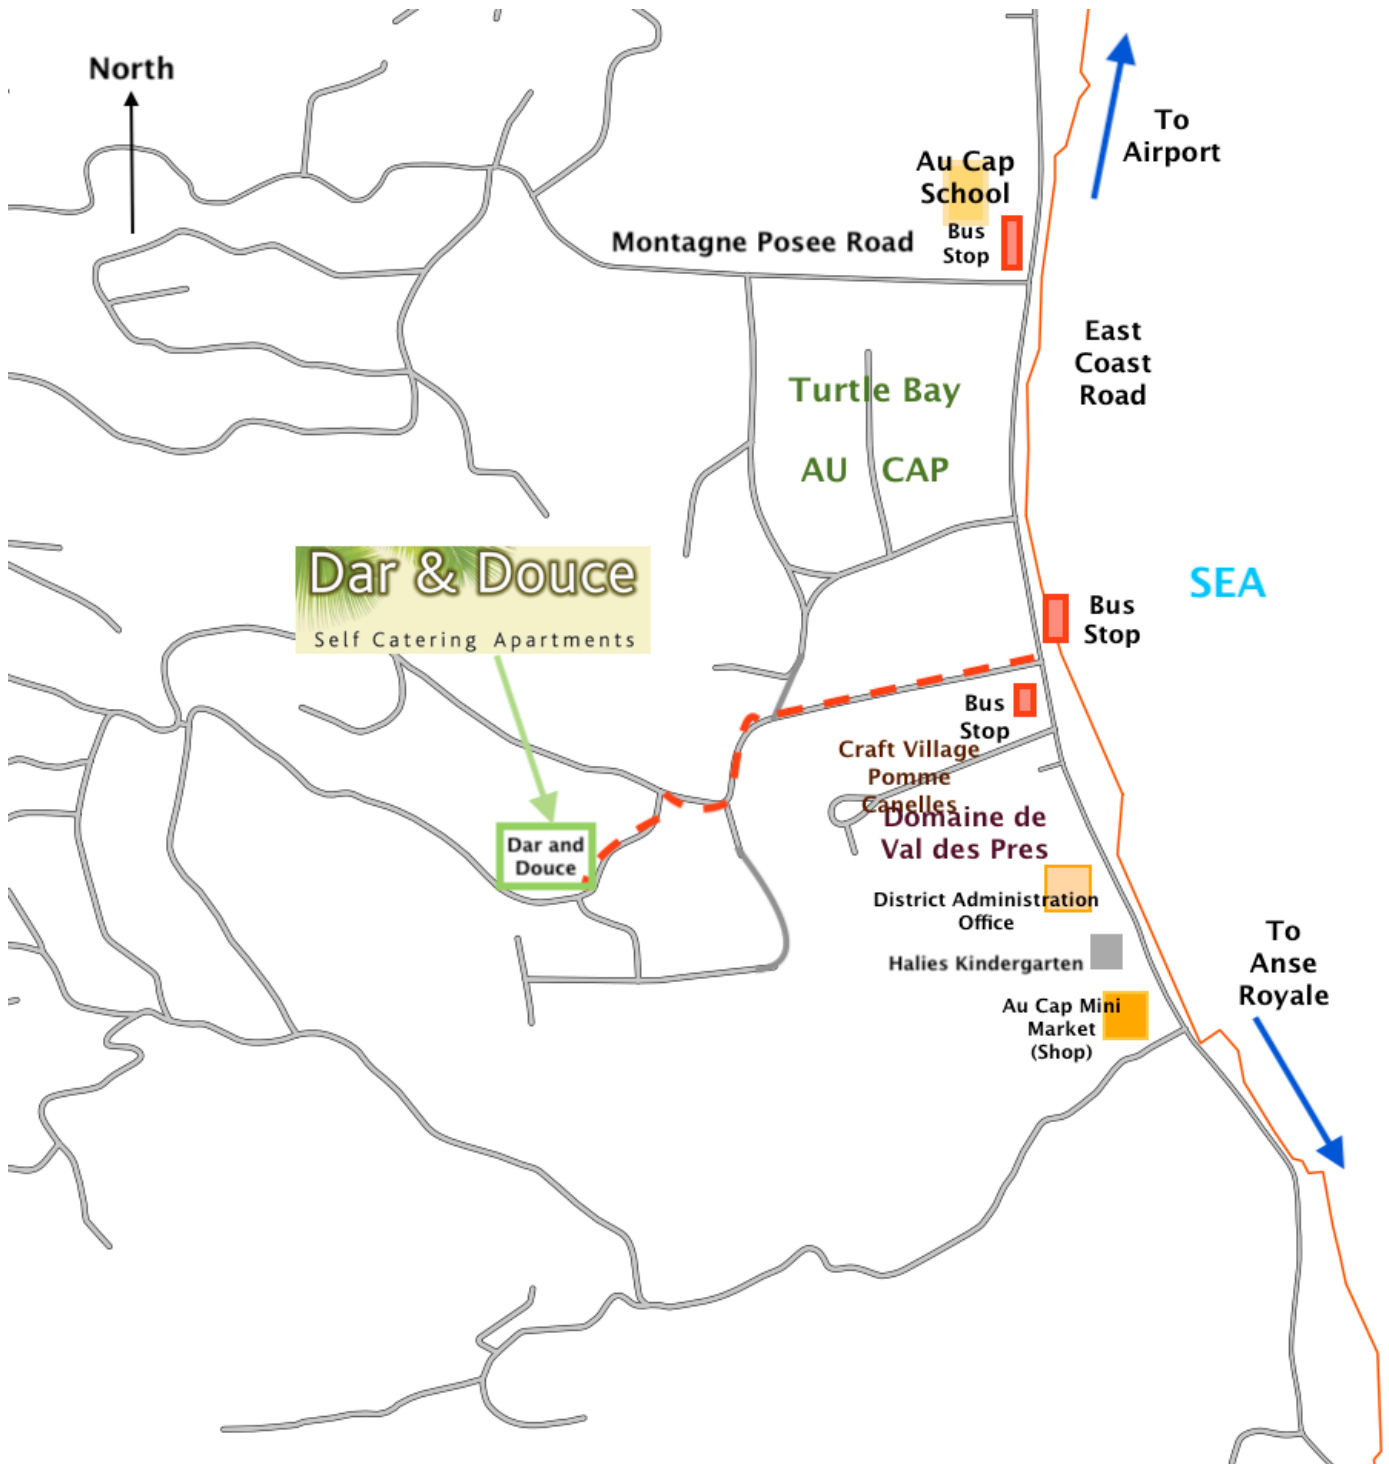 North
To
Airport
Au Cap
School
Bus
Stop
Montagne Posee Road
East
Coast
Road
Turtle Bay
AU CAP
Dar & Douce
Self Catering Apartments
SEA
Bus
Stop
Bus
Stop
Craft Village
Pomme
Canelles
Domaine de
Val des Pres
Dar and
Douce
District Administration
Office
Halies Kindergarten
To
Anse
Royale
Au Cap Mini
Market
(Shop)